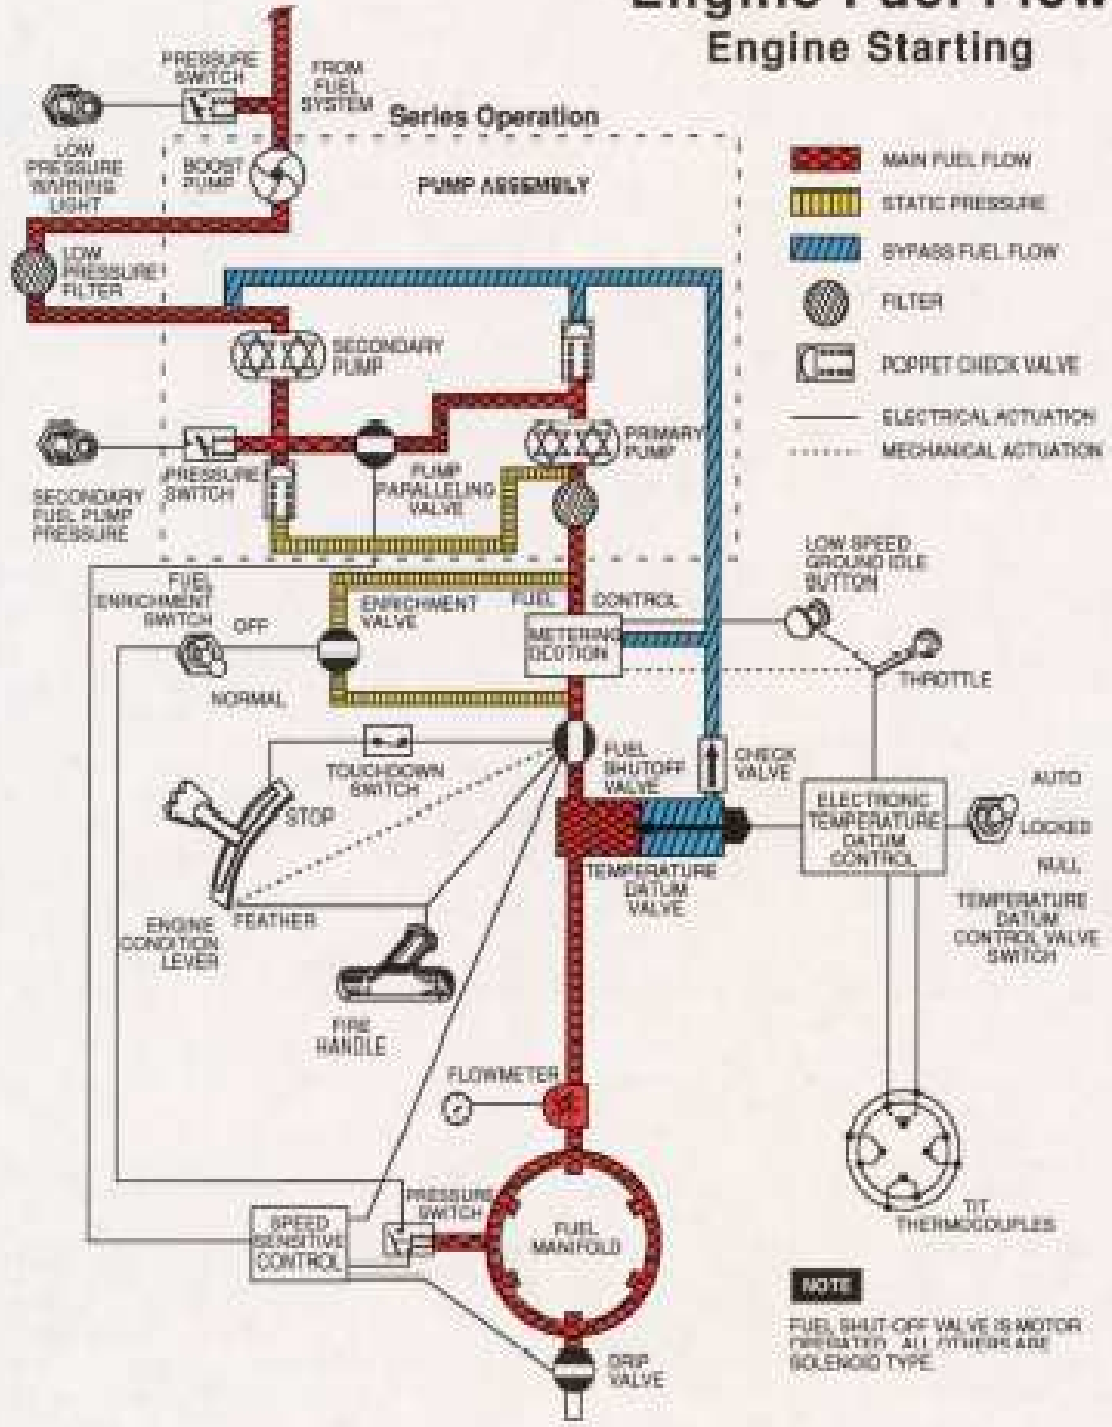 Engine Fuel Flow
Engine Starting
PRESSURE
SWITCH
FROM
FUEL
SYSTEM
Series Operation
LOW
PRESSURE
WARNING
LIGHT
BOOST
PUMP
PUMP ASSEMBLY
MAIN FUEL FLOW
STATIC PRESSURE
BYPASS FUEL FLOW
FILTER
POPPET CHECK VALVE
ELECTRICAL ACTUATION
MECHANICAL ACTUATION
LOW
PRESSURE
FILTER
SECONDARY
PUMP
PRIMARY
PUMP
PRESSURE
SWITCH
PUMP
PARALLELING
VALVE
SECONDARY
FUEL PUMP
PRESSURE
LOW SPEED
GROUND IDLE
BUTTON
FUEL
ENRICHMENT
SWITCH
OFF
NORMAL
ENRICHMENT
VALVE
FUEL CONTROL
METERING
SECTION
THROTTLE
TOUCHDOWN
SWITCH
FUEL
SHUTOFF
VALVE
CHECK
VALVE
STOP
FEATHER
ENGINE
CONDITION
LEVER
ELECTRONIC
TEMPERATURE
DATUM
CONTROL
AUTO
LOCKED
NULL
TEMPERATURE
DATUM
CONTROL VALVE
SWITCH
TEMPERATURE
DATUM
VALVE
FIRE
HANDLE
FLOWMETER
PRESSURE
SWITCH
SPEED
SENSITIVE
CONTROL
FUEL
MANIFOLD
TIT
THERMOCOUPLES
DRIP
VALVE
NOTE
FUEL SHUT-OFF VALVE IS MOTOR
OPERATED. ALL OTHERS ARE
SOLENOID TYPE.